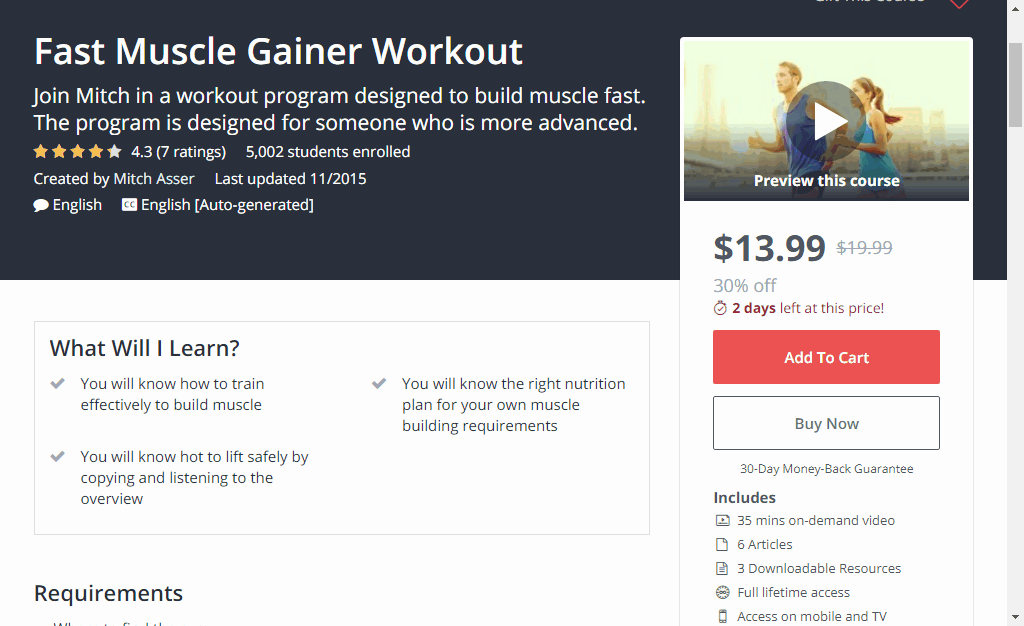 Gift This Course
Fast Muscle Gainer Workout
Join Mitch in a workout program designed to build muscle fast.
The program is designed for someone who is more advanced.
4.3 (7 ratings) 5,002 students enrolled
Created by Mitch Asser Last updated 11/2015
English CC English [Auto-generated]
Preview this course
$13.99 $19.99
30% off
2 days left at this price!
Add To Cart
Buy Now
30-Day Money-Back Guarantee
Includes
35 mins on-demand video
6 Articles
3 Downloadable Resources
Full lifetime access
Access on mobile and TV
What Will I Learn?
You will know how to train
effectively to build muscle
You will know the right nutrition
plan for your own muscle
building requirements
You will know hot to lift safely by
copying and listening to the
overview
Requirements